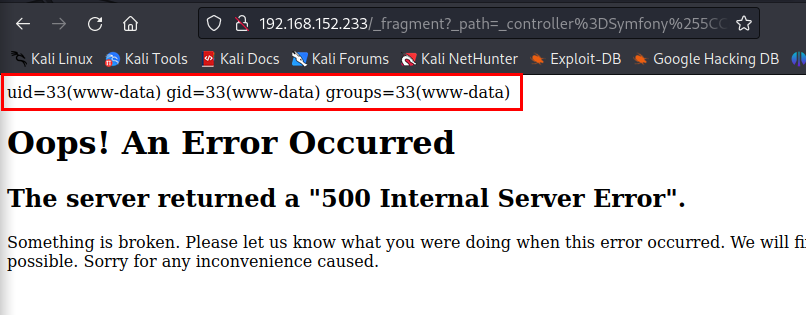 192.168.152.233/_fragment?_path=_controller%3DSymfony%255CC
Kali Linux Kali Tools Kali Docs Kali Forums Kali NetHunter Exploit-DB Google Hacking DB
uid=33(www-data) gid=33(www-data) groups=33(www-data)
Oops! An Error Occurred
The server returned a "500 Internal Server Error".
Something is broken. Please let us know what you were doing when this error occurred. We will fi
possible. Sorry for any inconvenience caused.